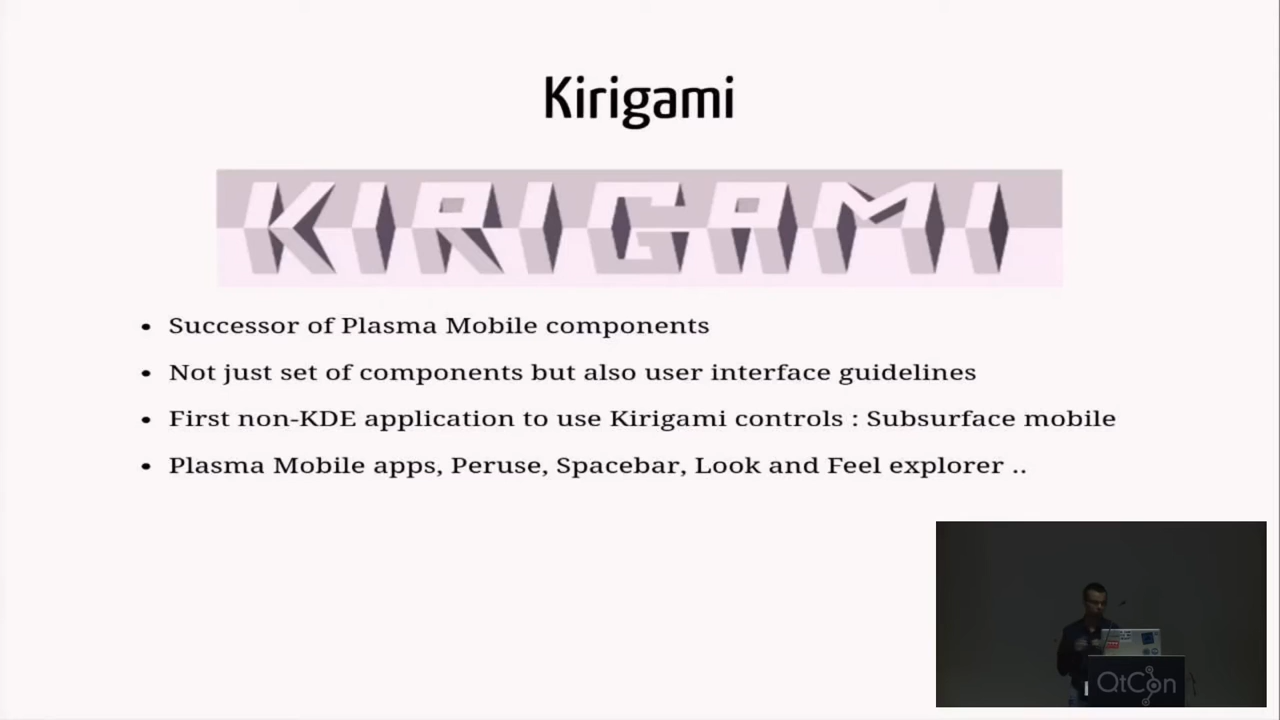 Kirigami
KIRIGAMI
• Successor of Plasma Mobile components
• Not just set of components but also user interface guidelines
• First non-KDE application to use Kirigami controls : Subsurface mobile
• Plasma Mobile apps, Peruse, Spacebar, Look and Feel explorer ..
QtCon